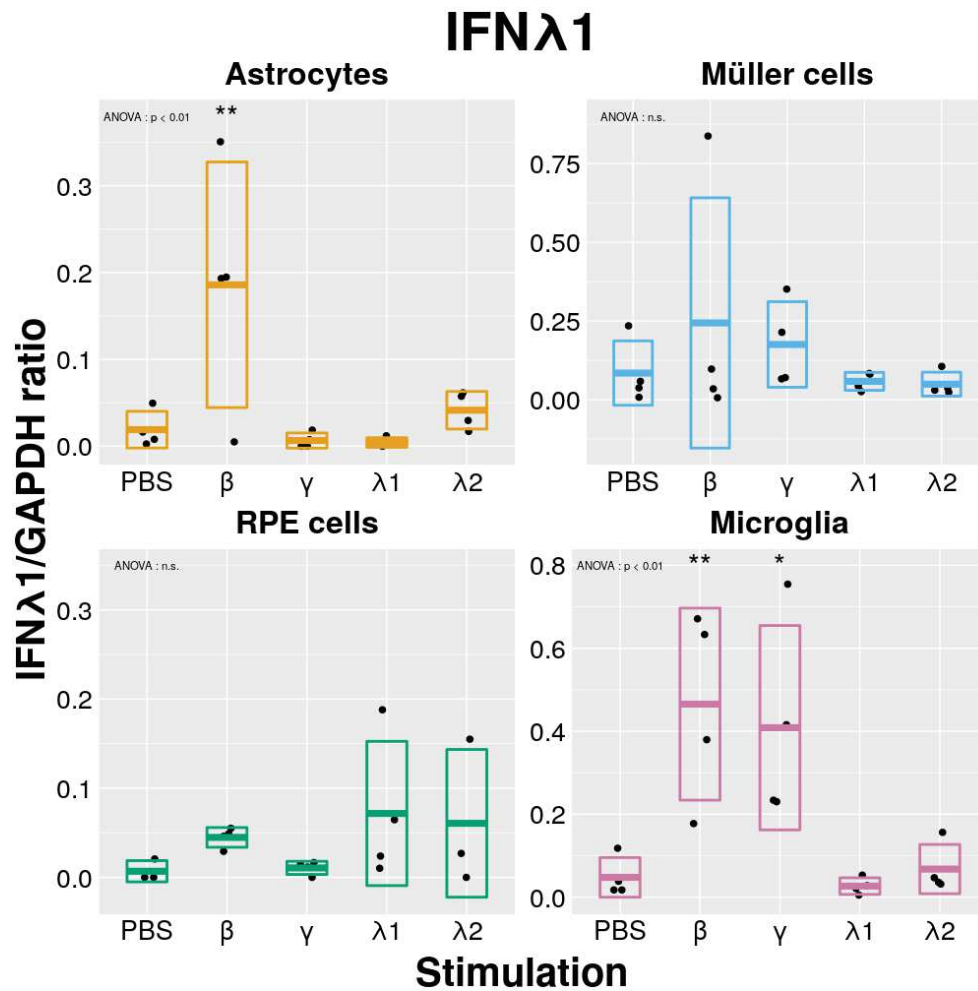 IFNλ1
Astrocytes
ANOVA : p < 0.01
**
0.3
0.2
0.1
0.0
PBS β γ λ1 λ2
Müller cells
ANOVA : n.s.
0.75
0.50
0.25
0.00
PBS β γ λ1 λ2
IFNλ1/GAPDH ratio
RPE cells
ANOVA : n.s.
0.3
0.2
0.1
0.0
PBS β γ λ1 λ2
Microglia
ANOVA : p < 0.01
** *
0.8
0.6
0.4
0.2
0.0
PBS β γ λ1 λ2
Stimulation